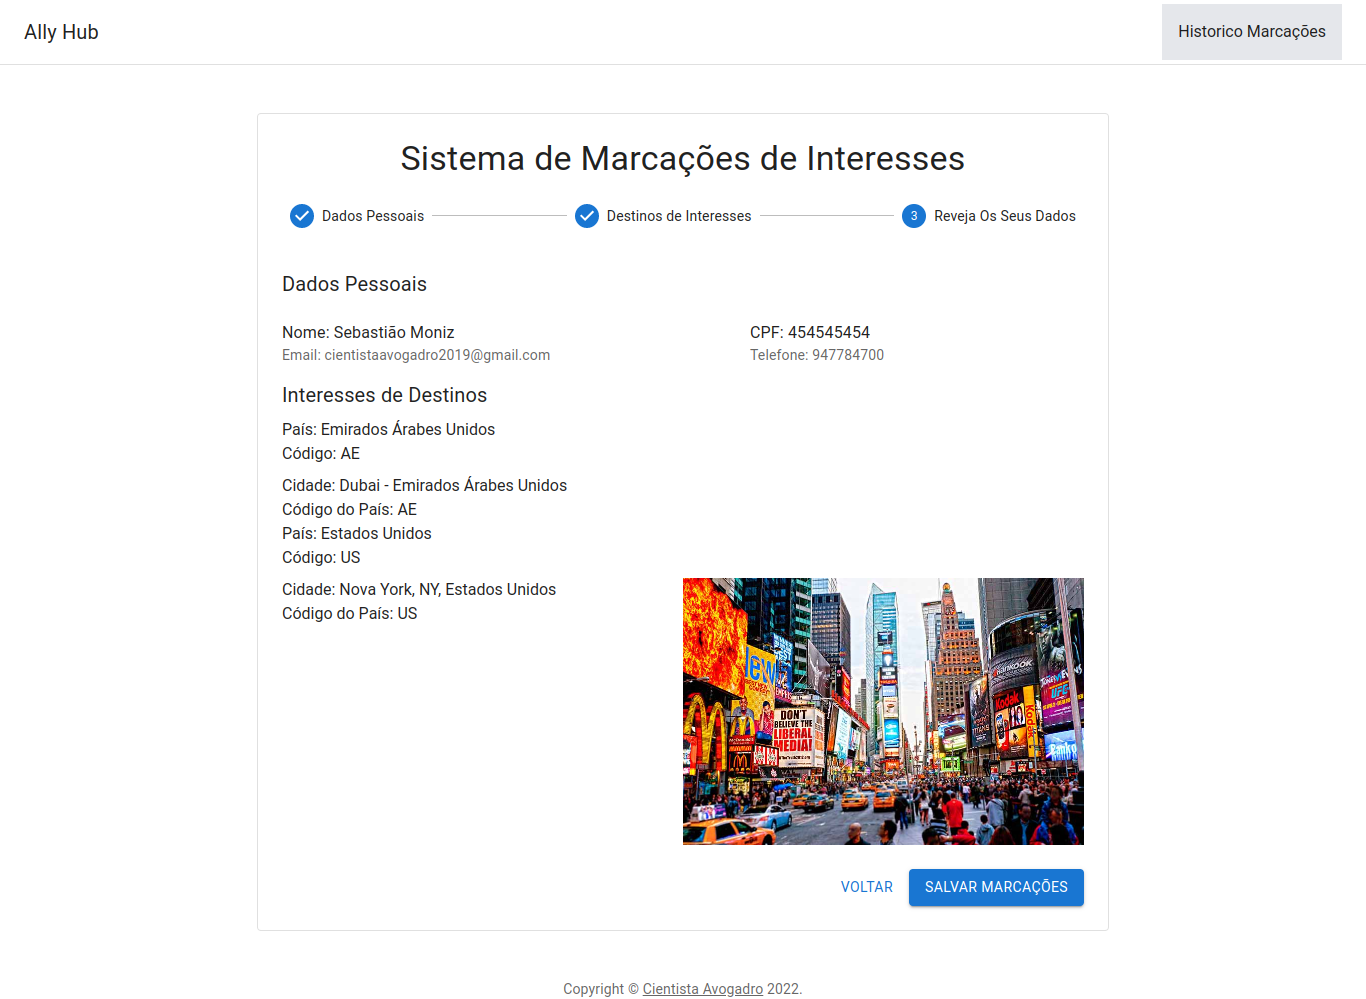 Ally Hub
Historico Marcações
Sistema de Marcações de Interesses
Dados Pessoais
Destinos de Interesses
3 Reveja Os Seus Dados
Dados Pessoais
Nome: Sebastião Moniz
CPF: 454545454
Email: cientistaavogadro2019@gmail.com
Telefone: 947784700
Interesses de Destinos
País: Emirados Árabes Unidos
Código: AE
Cidade: Dubai - Emirados Árabes Unidos
Código do País: AE
País: Estados Unidos
Código: US
Cidade: Nova York, NY, Estados Unidos
Código do País: US
DON'T
BELIEVE THE
LIBERAL
MEDIA!
HANKOOK
Kodak
UFC
VOLTAR
SALVAR MARCAÇÕES
Copyright © Cientista Avogadro 2022.